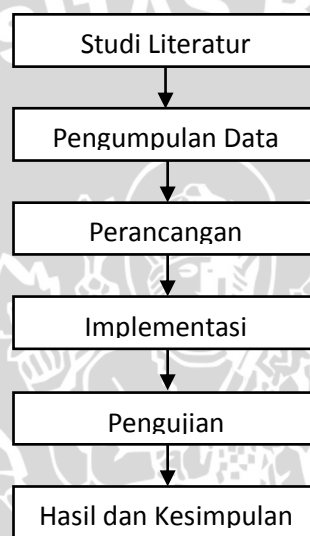 Studi Literatur
Pengumpulan Data
Perancangan
Implementasi
Pengujian
Hasil dan Kesimpulan